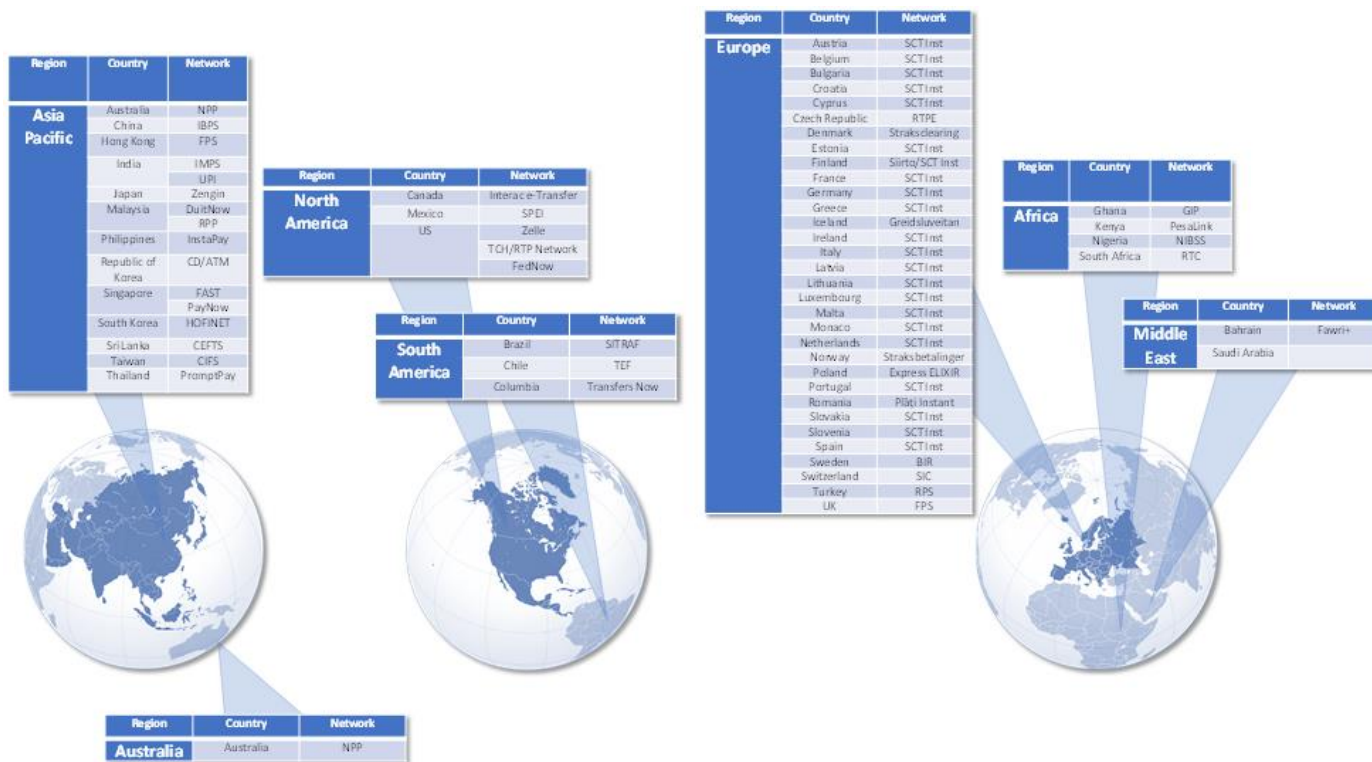 Region Country Network
Asia Pacific
Australia NPP
China IBPS
Hong Kong FPS
India IMPS
UPI
Japan Zengin
Malaysia DuitNow
RPP
Philippines InstaPay
Republic of Korea CD/ATM
Singapore FAST
PayNow
South Korea HOFINET
Sri Lanka CEFTS
Taiwan CIFS
Thailand PromptPay
Region Country Network
North America
Canada Interac e-Transfer
Mexico SPEI
US Zelle
TCH/RTP Network
FedNow
Region Country Network
South America
Brazil SITRAF
Chile TEF
Columbia Transfers Now
Region Country Network
Europe
Austria SCT Inst
Belgium SCT Inst
Bulgaria SCT Inst
Croatia SCT Inst
Cyprus SCT Inst
Czech Republic RTPE
Denmark Straksclearing
Estonia SCT Inst
Finland Siirto/SCT Inst
France SCT Inst
Germany SCT Inst
Greece SCT Inst
Iceland Greidsluveitan
Ireland SCT Inst
Italy SCT Inst
Latvia SCT Inst
Lithuania SCT Inst
Luxembourg SCT Inst
Malta SCT Inst
Monaco SCT Inst
Netherlands SCT Inst
Norway Straksbetalinger
Poland Express ELIXIR
Portugal SCT Inst
Romania Plăți Instant
Slovakia SCT Inst
Slovenia SCT Inst
Spain SCT Inst
Sweden BIR
Switzerland SIC
Turkey RPS
UK FPS
Region Country Network
Africa
Ghana GIP
Kenya PesaLink
Nigeria NIBSS
South Africa RTC
Region Country Network
Middle East
Bahrain Fawri+
Saudi Arabia
Region Country Network
Australia Australia NPP